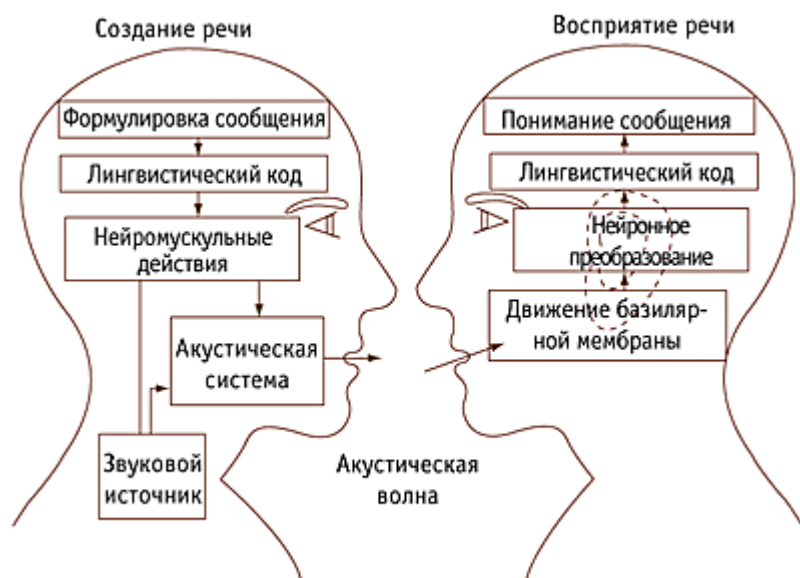 Создание речи
Формулировка сообщения
Лингвистический код
Нейромускульные
действия
Акустическая
система
Звуковой
источник
Акустическая
волна
Восприятие речи
Понимание сообщения
Лингвистический код
Нейронное
преобразование
Движение базиляр-
ной мембраны